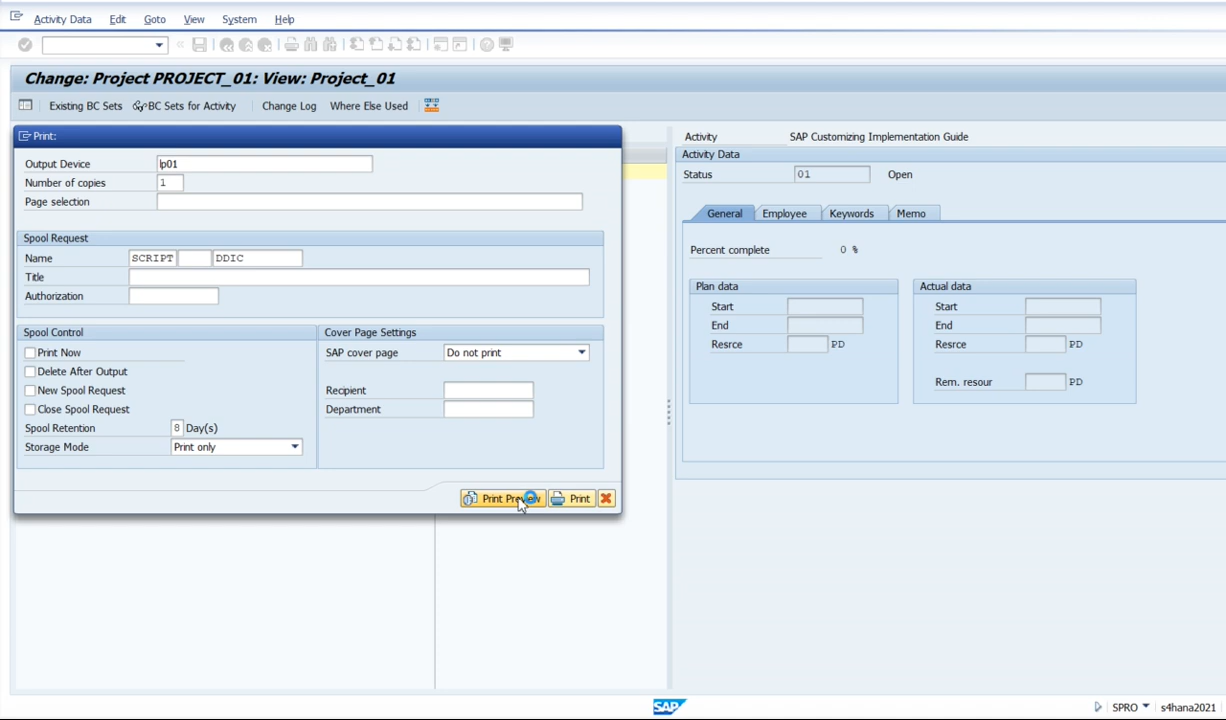 Activity Data Edit Goto View System Help
Change: Project PROJECT_01: View: Project_01
Existing BC Sets BC Sets for Activity Change Log Where Else Used
Print:
Output Device lp01
Number of copies 1
Page selection
Spool Request
Name SCRIPT DDIC
Title
Authorization
Spool Control
Print Now
Delete After Output
New Spool Request
Close Spool Request
Spool Retention 8 Day(s)
Storage Mode Print only
Cover Page Settings
SAP cover page Do not print
Recipient
Department
Print Preview Print
Activity SAP Customizing Implementation Guide
Activity Data
Status 01 Open
General Employee Keywords Memo
Percent complete 0 %
Plan data
Start
End
Resrce PD
Actual data
Start
End
Resrce PD
Rem. resour PD
SAP SPRO s4hana2021